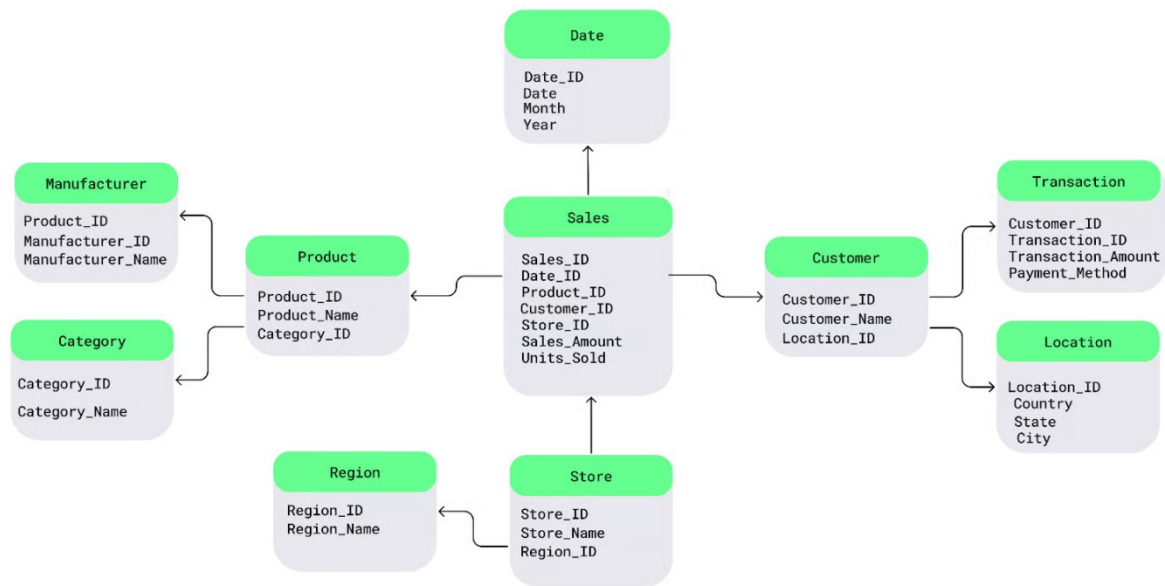 Date
Date_ID
Date
Month
Year
Manufacturer
Product_ID
Manufacturer_ID
Manufacturer_Name
Product
Product_ID
Product_Name
Category_ID
Category
Category_ID
Category_Name
Sales
Sales_ID
Date_ID
Product_ID
Customer_ID
Store_ID
Sales_Amount
Units_Sold
Customer
Customer_ID
Customer_Name
Location_ID
Transaction
Customer_ID
Transaction_ID
Transaction_Amount
Payment_Method
Location
Location_ID
Country
State
City
Region
Region_ID
Region_Name
Store
Store_ID
Store_Name
Region_ID